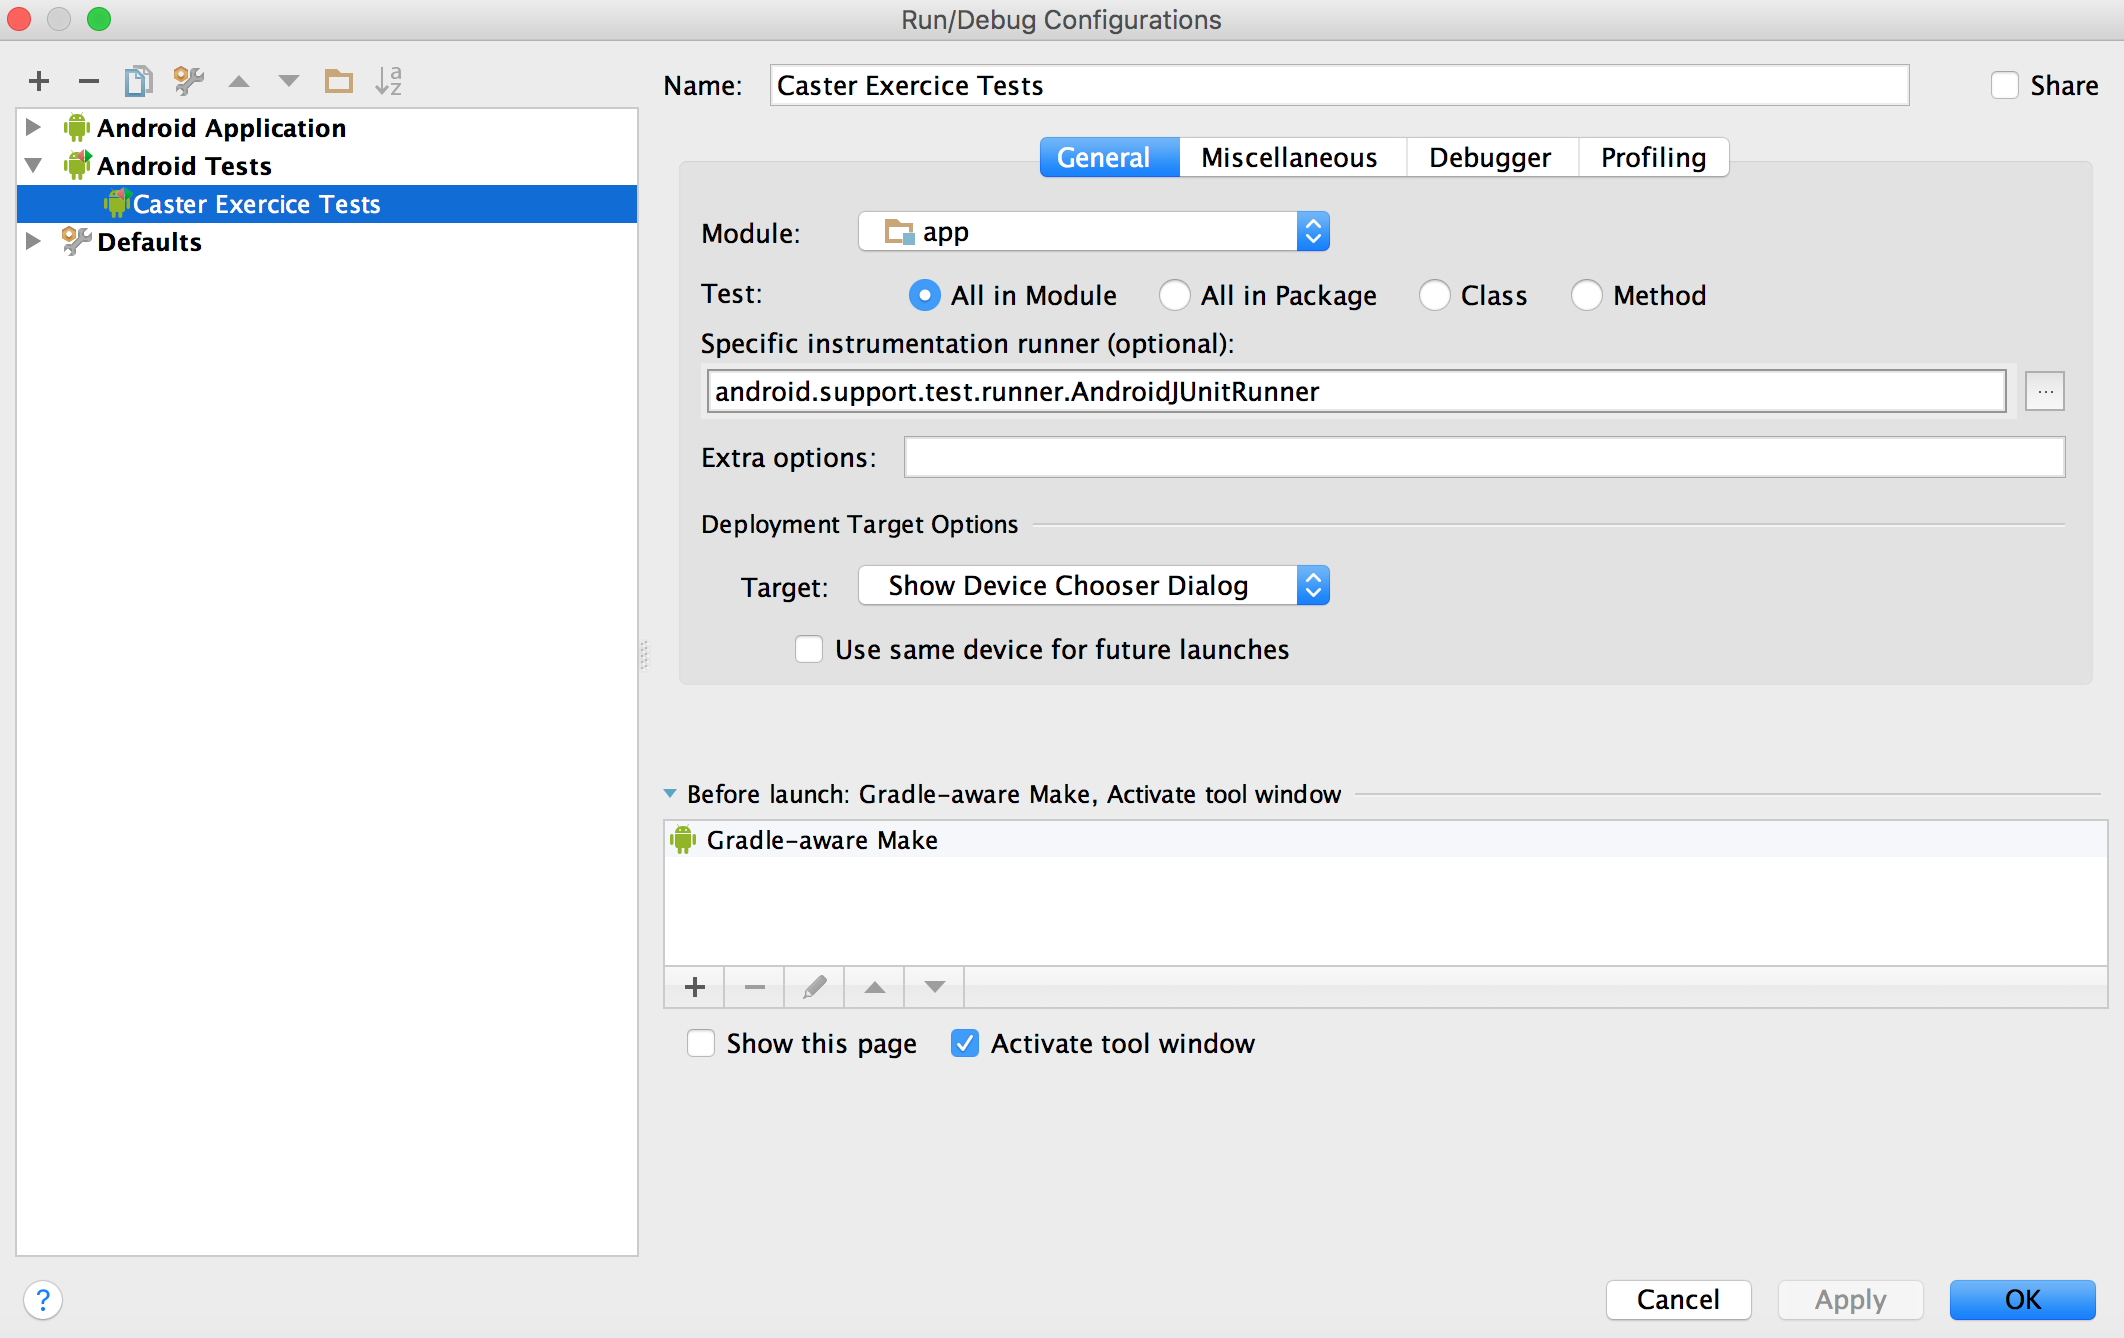 Run/Debug Configurations
Android Application
Android Tests
Caster Exercice Tests
Defaults
Name: Caster Exercice Tests Share
General Miscellaneous Debugger Profiling
Module: app
Test: All in Module All in Package Class Method
Specific instrumentation runner (optional):
android.support.test.runner.AndroidJUnitRunner ...
Extra options:
Deployment Target Options
Target: Show Device Chooser Dialog
Use same device for future launches
Before launch: Gradle-aware Make, Activate tool window
Gradle-aware Make
Show this page Activate tool window
? Cancel Apply OK